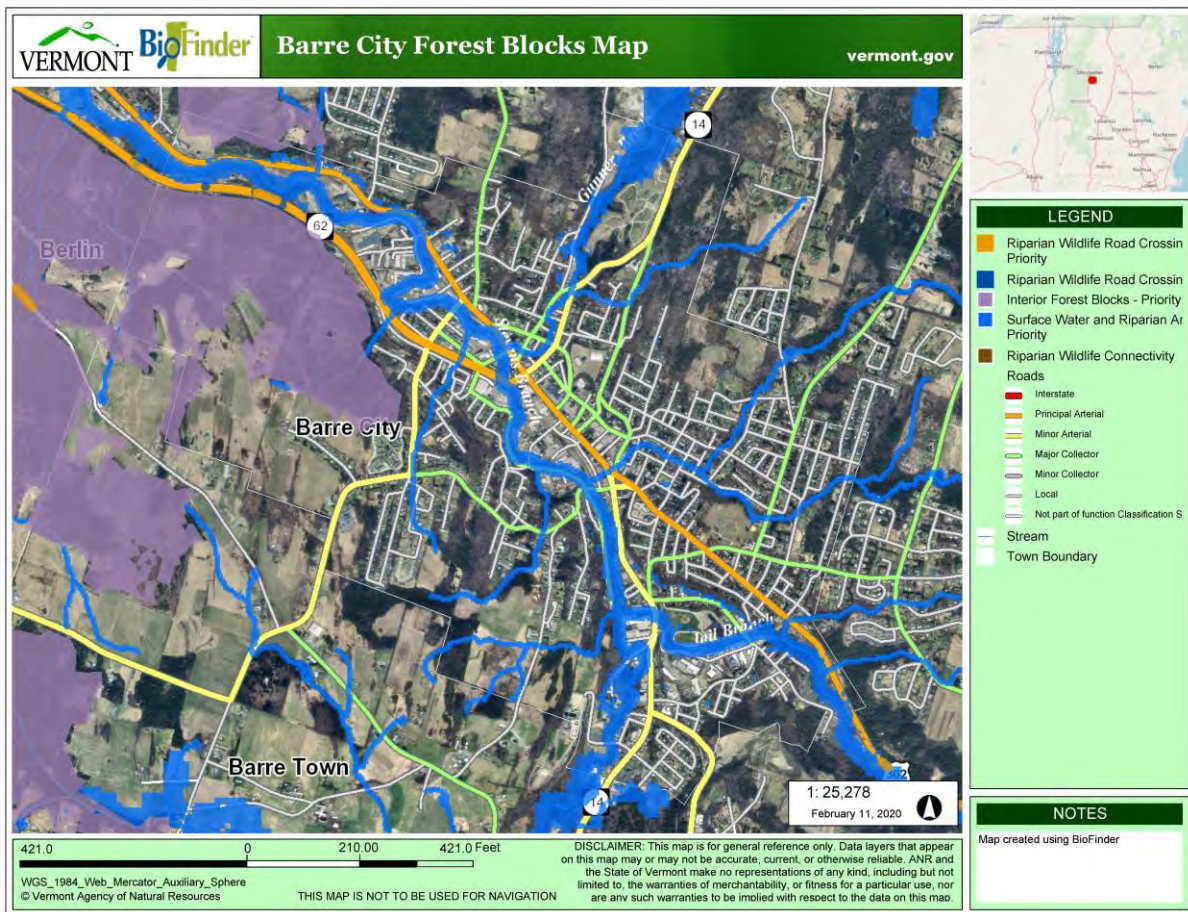 VERMONT BioFinder
Barre City Forest Blocks Map
vermont.gov
14
62
Berlin
Barre City
Barre Town
14
302
1: 25,278
February 11, 2020
LEGEND
Riparian Wildlife Road Crossin
Priority
Riparian Wildlife Road Crossin
Interior Forest Blocks - Priority
Surface Water and Riparian Ar
Priority
Riparian Wildlife Connectivity
Roads
Interstate
Principal Arterial
Minor Arterial
Major Collector
Minor Collector
Local
Not part of function Classification S
Stream
Town Boundary
NOTES
Map created using BioFinder
421.0 0 210.00 421.0 Feet
WGS_1984_Web_Mercator_Auxiliary_Sphere
© Vermont Agency of Natural Resources
THIS MAP IS NOT TO BE USED FOR NAVIGATION
DISCLAIMER: This map is for general reference only. Data layers that appear
on this map may or may not be accurate, current, or otherwise reliable. ANR and
the State of Vermont make no representations of any kind, including but not
limited to, the warranties of merchantability, or fitness for a particular use, nor
are any such warranties to be implied with respect to the data on this map.